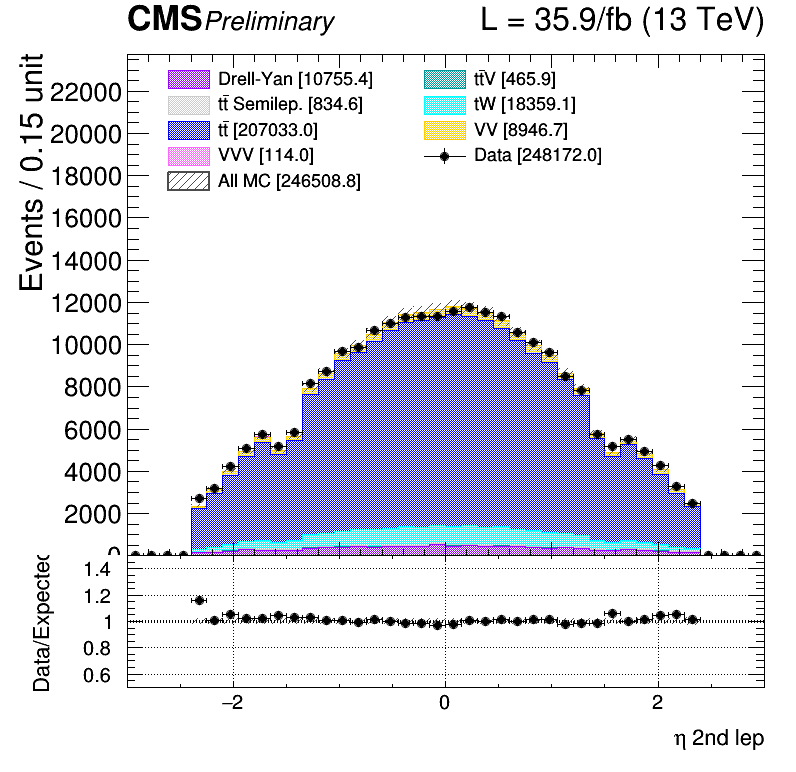 CMS Preliminary L = 35.9/fb (13 TeV)
Drell-Yan [10755.4] tt̄V [465.9]
tt̄ Semilep. [834.6] tW [18359.1]
tt̄ [207033.0] VV [8946.7]
VVV [114.0] Data [248172.0]
All MC [246508.8]
Events / 0.15 unit
22000
20000
18000
16000
14000
12000
10000
8000
6000
4000
2000
0
Data/Expected
1.4
1.2
1
0.8
0.6
−2 0 2
η 2nd lep